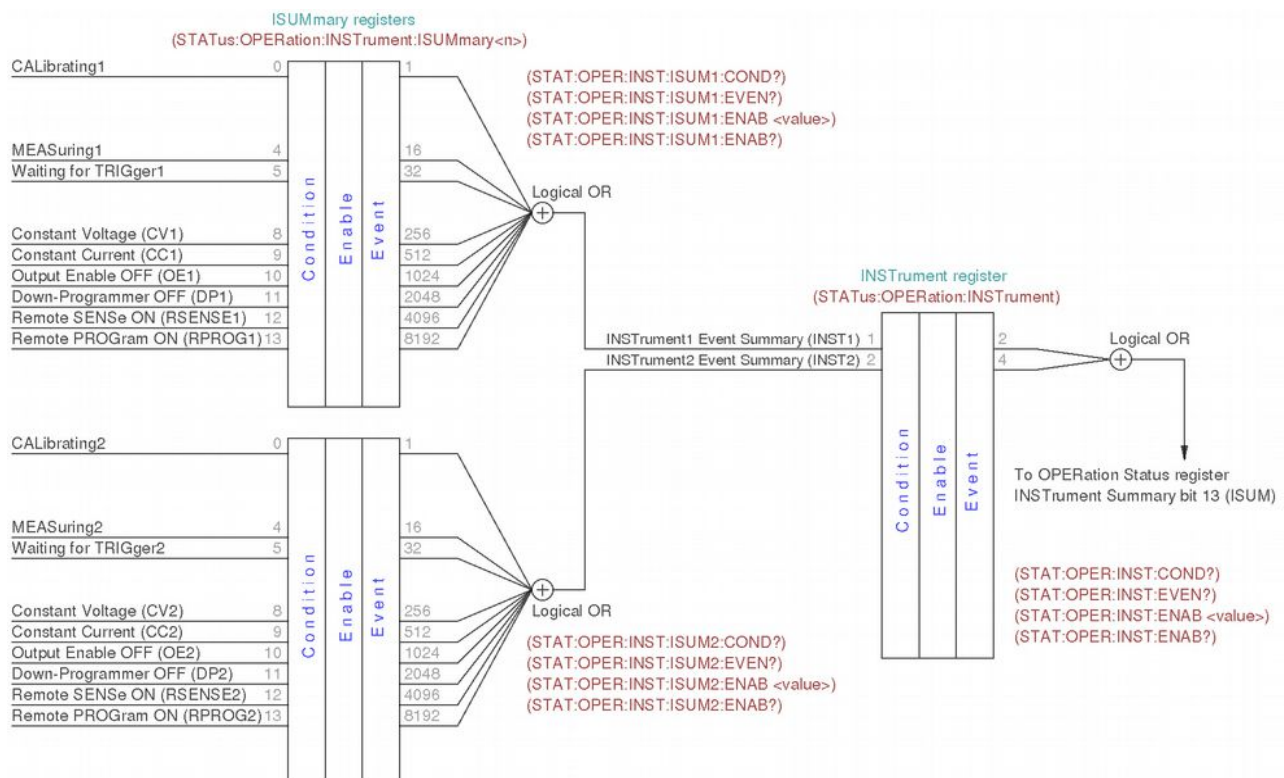 ISUMmary registers
(STATus:OPERation:INSTrument:ISUMmary<n>)
CALibrating1 0 1
(STAT:OPER:INST:ISUM1:COND?)
(STAT:OPER:INST:ISUM1:EVEN?)
(STAT:OPER:INST:ISUM1:ENAB <value>)
(STAT:OPER:INST:ISUM1:ENAB?)
MEASuring1 4 16
Waiting for TRIGger1 5 32
Logical OR
Condition
Enable
Event
Constant Voltage (CV1) 8 256
Constant Current (CC1) 9 512
Output Enable OFF (OE1) 10 1024
Down-Programmer OFF (DP1) 11 2048
Remote SENSe ON (RSENSE1) 12 4096
Remote PROGram ON (RPROG1) 13 8192
INSTrument register
(STATus:OPERation:INSTrument)
INSTrument1 Event Summary (INST1) 1 2
INSTrument2 Event Summary (INST2) 2 4
Logical OR
Condition
Enable
Event
To OPERation Status register
INSTrument Summary bit 13 (ISUM)
(STAT:OPER:INST:COND?)
(STAT:OPER:INST:EVEN?)
(STAT:OPER:INST:ENAB <value>)
(STAT:OPER:INST:ENAB?)
CALibrating2 0 1
MEASuring2 4 16
Waiting for TRIGger2 5 32
Condition
Enable
Event
Logical OR
Constant Voltage (CV2) 8 256
Constant Current (CC2) 9 512
Output Enable OFF (OE2) 10 1024
Down-Programmer OFF (DP2) 11 2048
Remote SENSe ON (RSENSE2) 12 4096
Remote PROGram ON (RPROG2) 13 8192
(STAT:OPER:INST:ISUM2:COND?)
(STAT:OPER:INST:ISUM2:EVEN?)
(STAT:OPER:INST:ISUM2:ENAB <value>)
(STAT:OPER:INST:ISUM2:ENAB?)